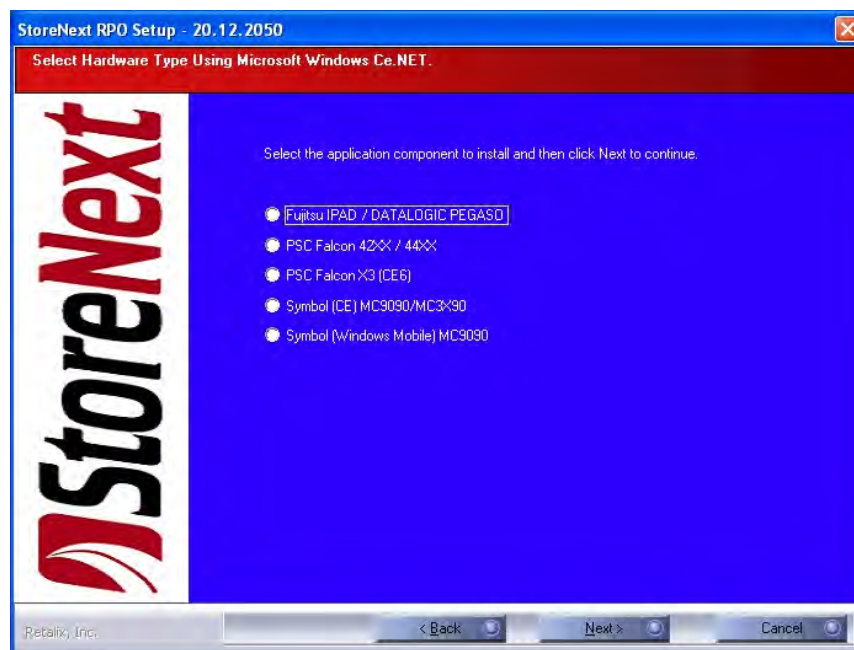 StoreNext RPO Setup - 20.12.2050
Select Hardware Type Using Microsoft Windows Ce.NET.
StoreNext
Select the application component to install and then click Next to continue.
Fujitsu IPAD / DATALOGIC PEGASO
PSC Falcon 42XX / 44XX
PSC Falcon X3 (CE6)
Symbol (CE) MC9090/MC3X90
Symbol (Windows Mobile) MC9090
Retalix, Inc.
< Back
Next >
Cancel